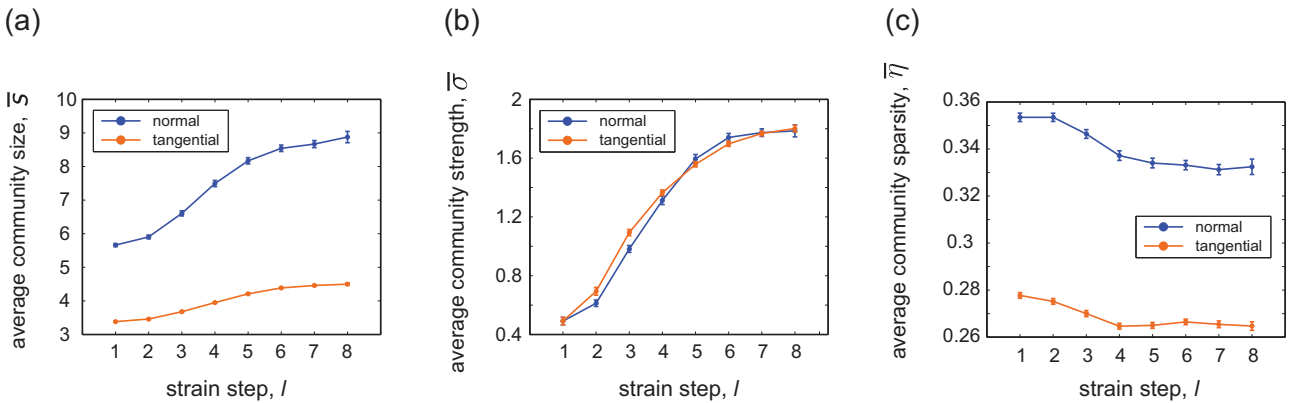 (a)
average community size, s̅
10
9
8
7
6
5
4
3
normal
tangential
1 2 3 4 5 6 7 8
strain step, l
(b)
average community strength, σ̅
2
1.6
1.2
0.8
0.4
normal
tangential
1 2 3 4 5 6 7 8
strain step, l
(c)
average community sparsity, η̅
0.36
0.34
0.32
0.3
0.28
0.26
normal
tangential
1 2 3 4 5 6 7 8
strain step, l